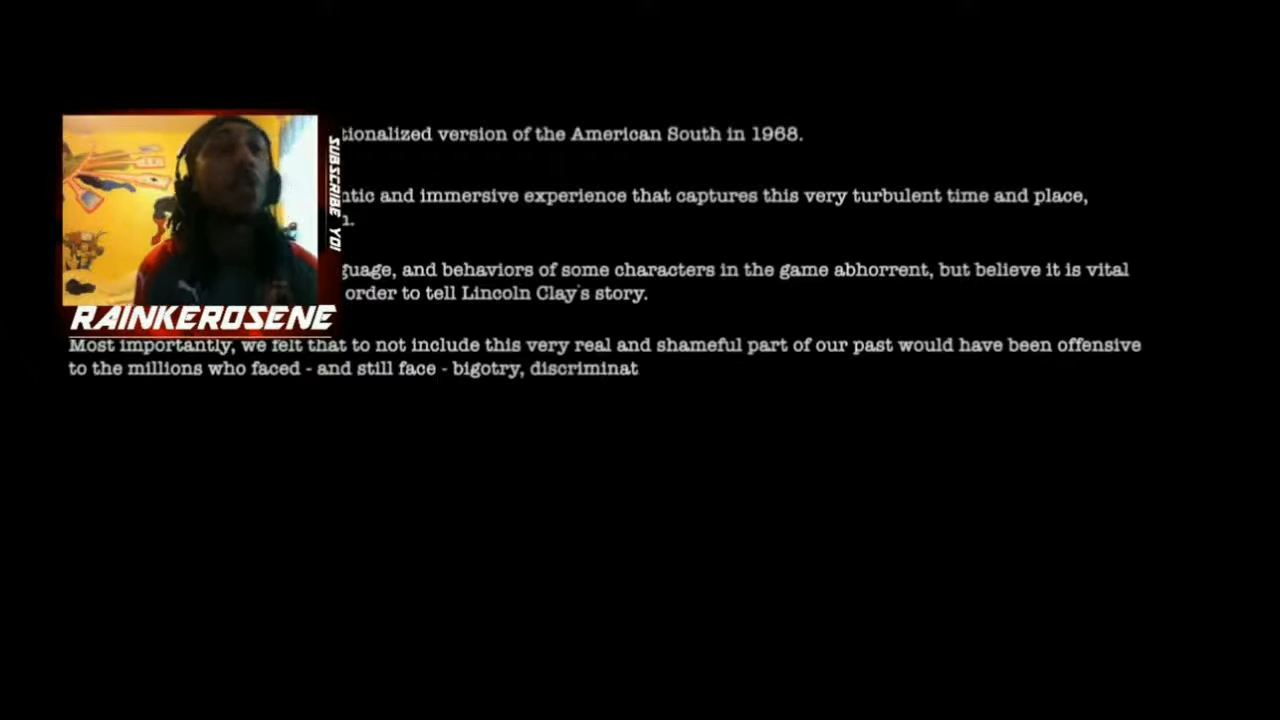 tionalized version of the American South in 1968.
ntic and immersive experience that captures this very turbulent time and place,
n.
guage, and behaviors of some characters in the game abhorrent, but believe it is vital
order to tell Lincoln Clay's story.
SUBSCRIBE YO!
RAINKEROSENE
Most importantly, we felt that to not include this very real and shameful part of our past would have been offensive
to the millions who faced - and still face - bigotry, discriminat